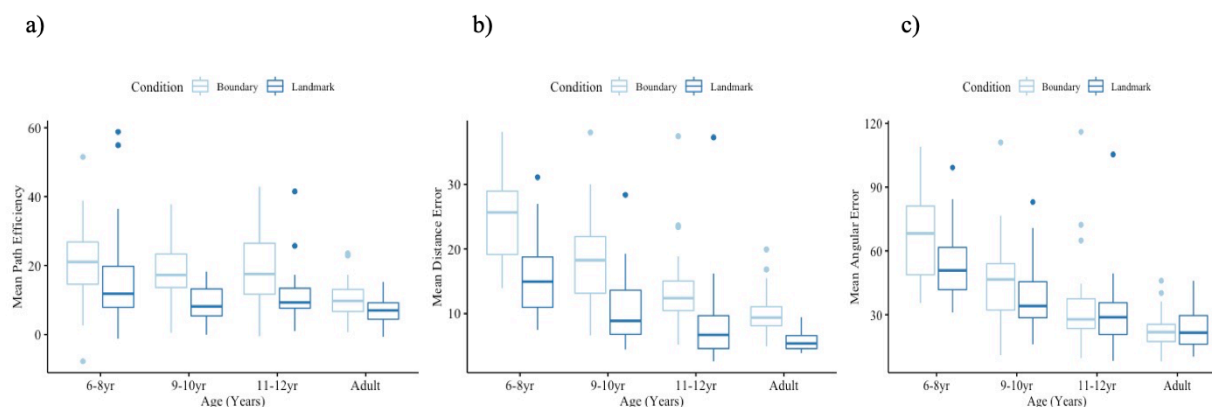 a)
Condition Boundary Landmark
Mean Path Efficiency
60
40
20
0
6-8yr 9-10yr 11-12yr Adult
Age (Years)
b)
Condition Boundary Landmark
Mean Distance Error
30
20
10
6-8yr 9-10yr 11-12yr Adult
Age (Years)
c)
Condition Boundary Landmark
Mean Angular Error
120
90
60
30
6-8yr 9-10yr 11-12yr Adult
Age (Years)